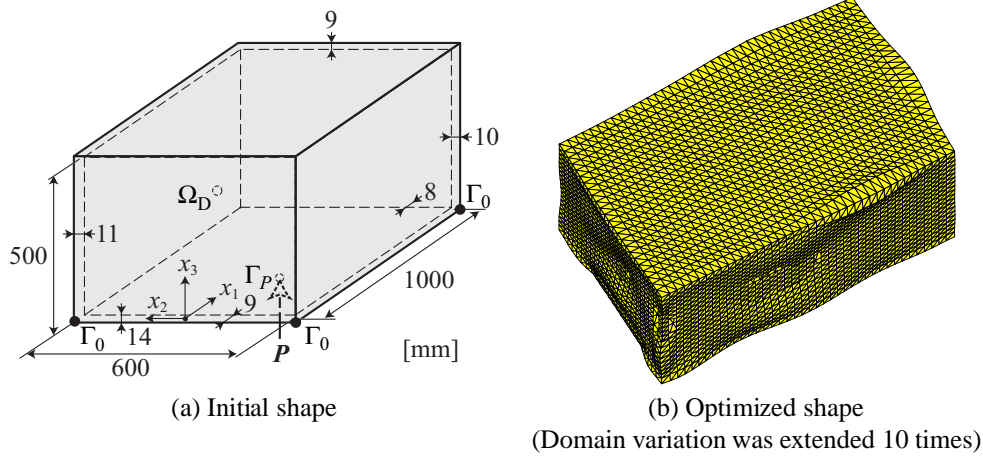 9
10
Ω_D
8
Γ_0
11
500
x_3
Γ_P
1000
x_2
x_1
9
Γ_0
14
P
Γ_0
[mm]
600
(a) Initial shape
(b) Optimized shape
(Domain variation was extended 10 times)